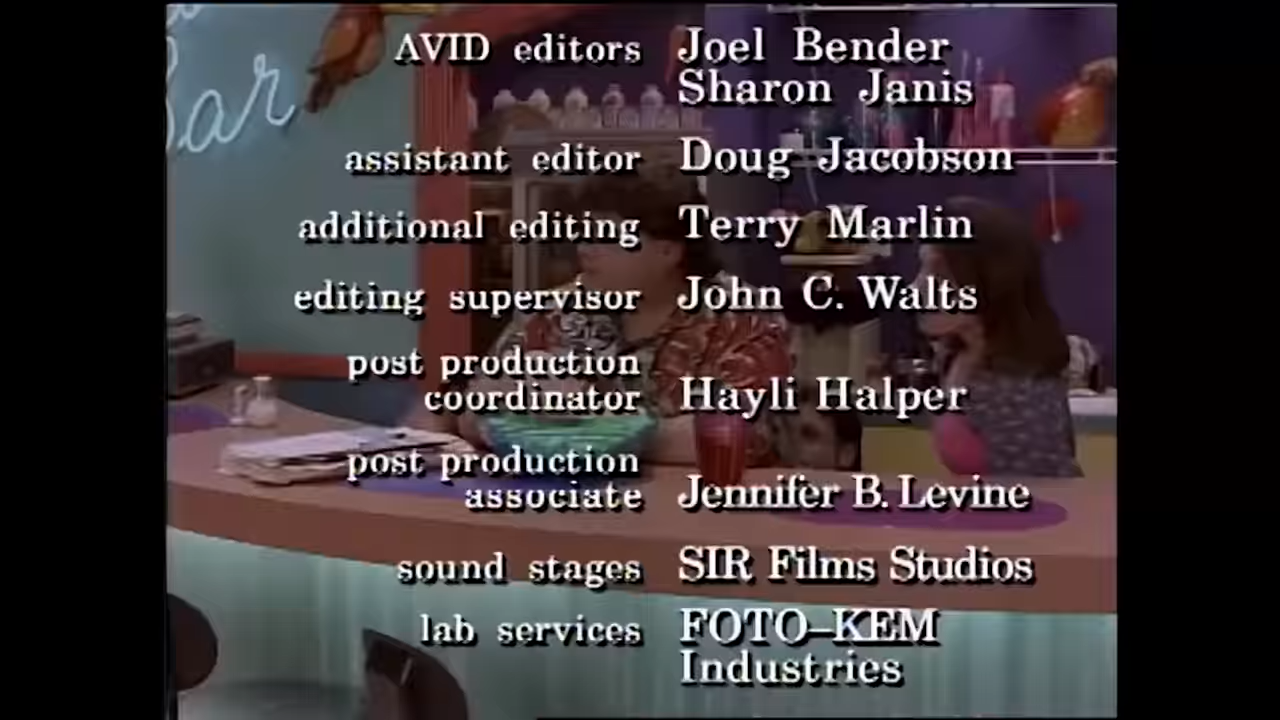 Bar
AVID editors Joel Bender
Sharon Janis
assistant editor Doug Jacobson
additional editing Terry Marlin
editing supervisor John C. Walts
post production
coordinator Hayli Halper
post production
associate Jennifer B. Levine
sound stages SIR Films Studios
lab services FOTO–KEM
Industries